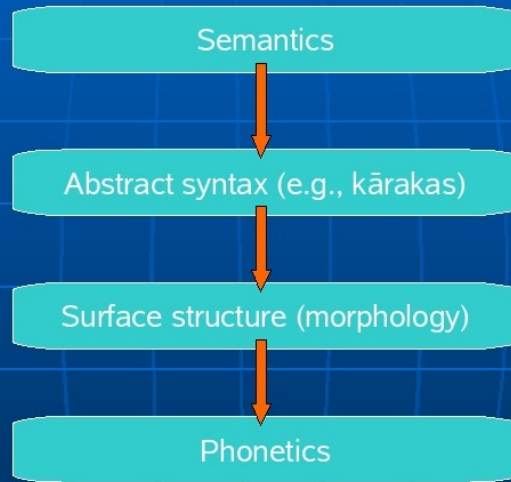 Semantics
Abstract syntax (e.g., kārakas)
Surface structure (morphology)
Phonetics